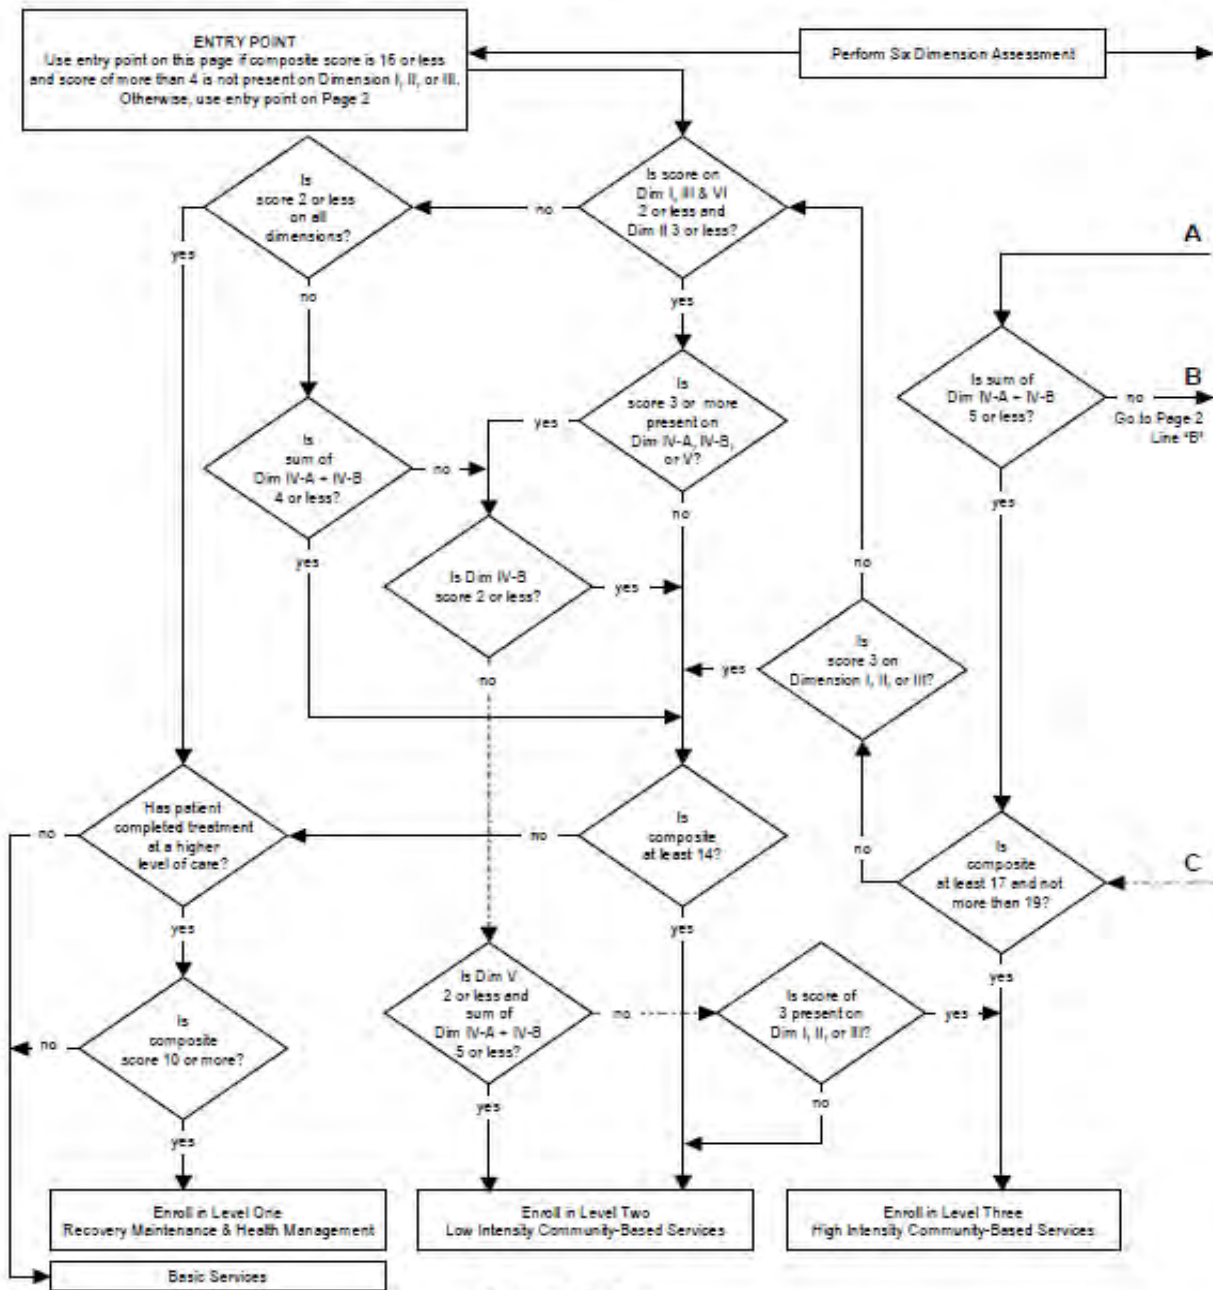 ENTRY POINT
Use entry point on this page if composite score is 16 or less
and score of more than 4 is not present on Dimension I, II, or III.
Otherwise, use entry point on Page 2
Perform Six Dimension Assessment
Is
score 2 or less
on all
dimensions?
no
Is score on
Dim I, III & VI
2 or less and
Dim II 3 or less?
A
yes
no
yes
Is sum of
Dim IV-A + IV-B
5 or less?
B
no
Go to Page 2
Line "B"
Is
score 3 or more
present on
Dim IV-A, IV-B,
or V?
yes
Is
sum of
Dim IV-A + IV-B
4 or less?
no
yes
no
yes
Is Dim IV-B
score 2 or less?
yes
no
Is
score 3 on
Dimension I, II, or III?
yes
no
Has patient
completed treatment
at a higher
level of care?
no
no
Is
composite
at least 14?
no
Is
composite
at least 17 and not
more than 19?
C
yes
yes
yes
Is Dim V
2 or less and
sum of
Dim IV-A + IV-B
5 or less?
no
Is score of
3 present on
Dim I, II, or III?
yes
Is
composite
score 10 or more?
no
yes
no
yes
Enroll in Level One
Recovery Maintenance & Health Management
Enroll in Level Two
Low Intensity Community-Based Services
Enroll in Level Three
High Intensity Community-Based Services
Basic Services